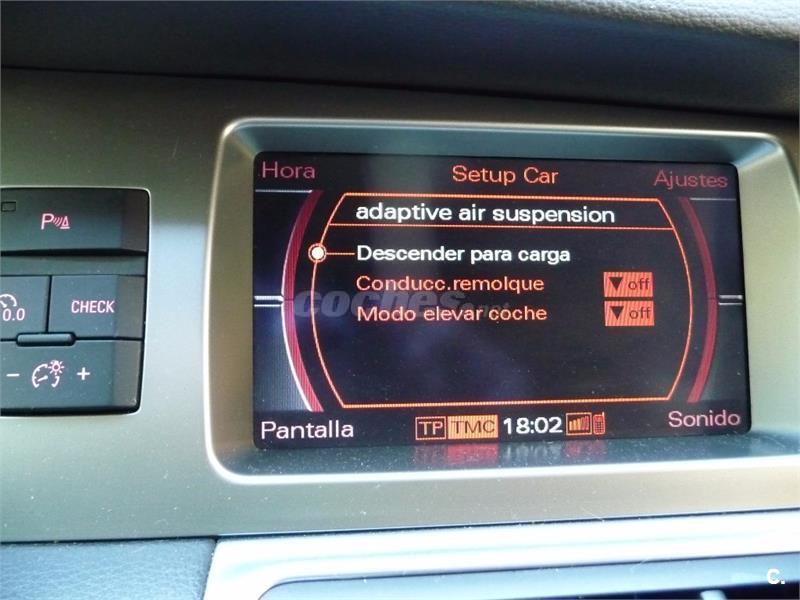 Hora
Setup Car
Ajustes
adaptive air suspension
Descender para carga
Conducc.remolque
off
Modo elevar coche
off
coches.net
Pantalla
TP
TMC
18:02
Sonido
P
0.0
CHECK
- +
C.